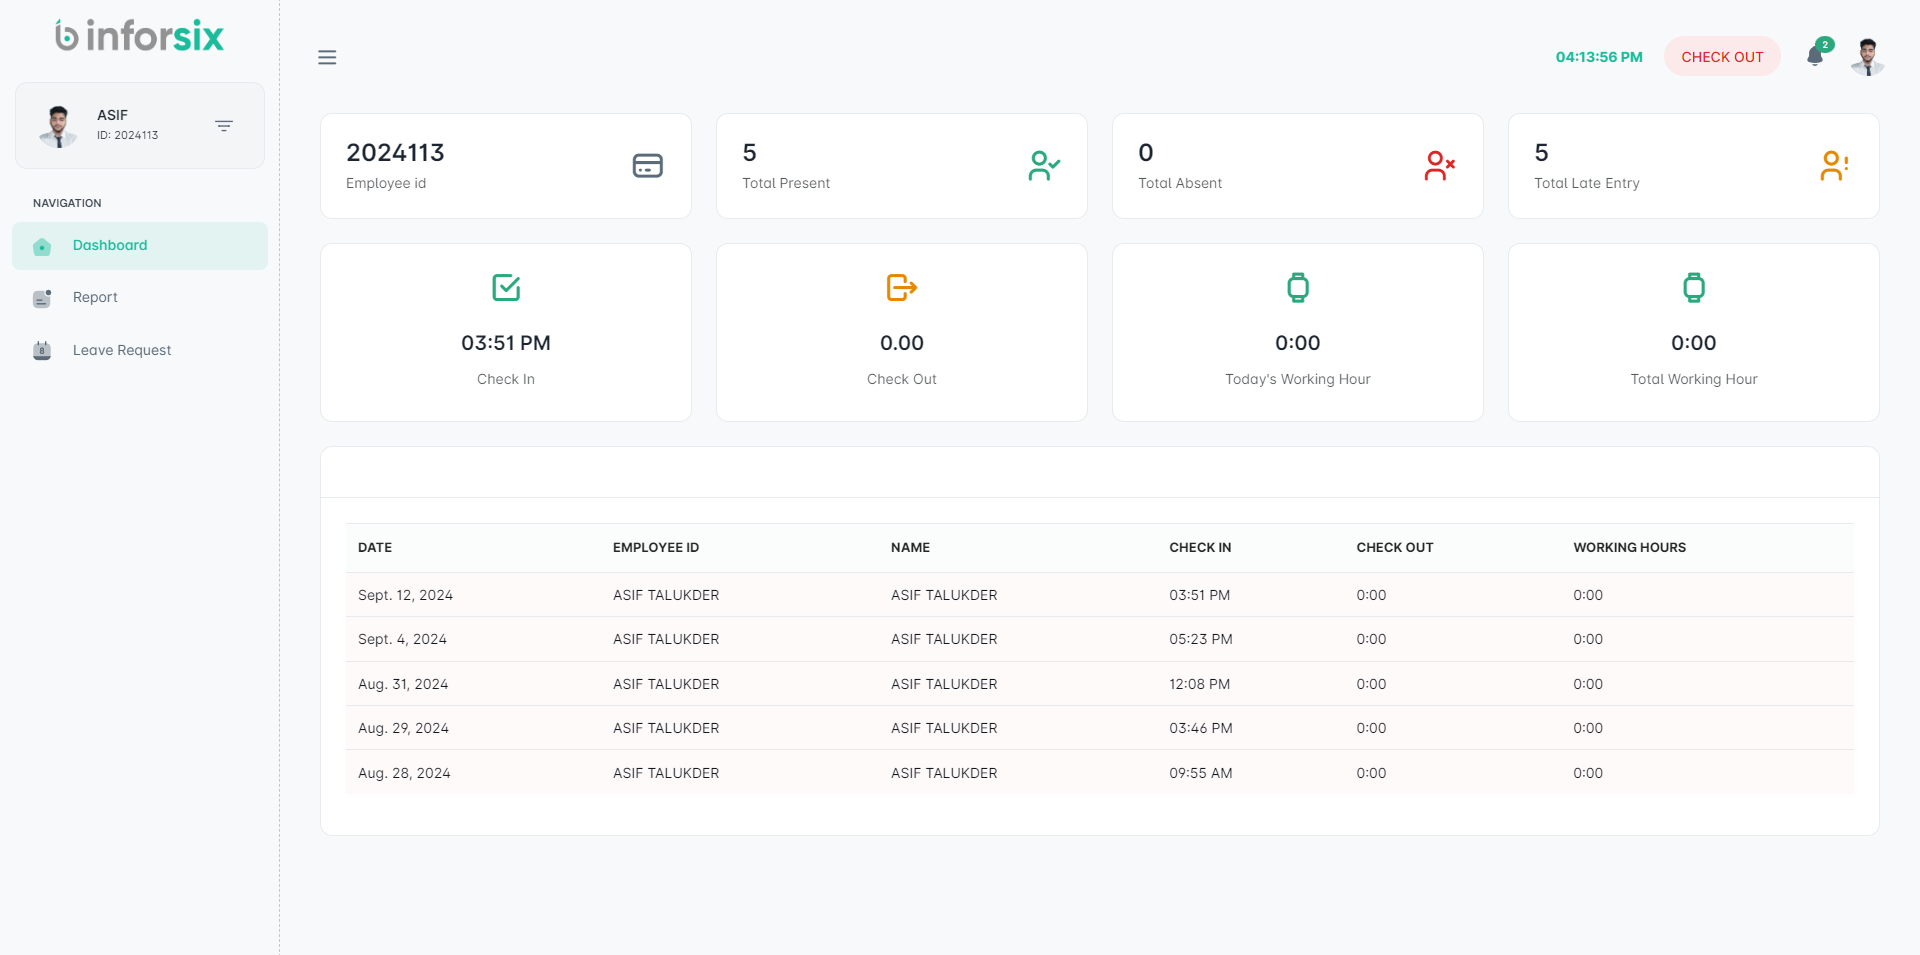 inforsix
04:13:56 PM
CHECK OUT
2
ASIF
ID: 2024113
NAVIGATION
Dashboard
Report
8
Leave Request
2024113
Employee id
5
Total Present
0
Total Absent
5
Total Late Entry
03:51 PM
Check In
0.00
Check Out
0:00
Today's Working Hour
0:00
Total Working Hour
DATE EMPLOYEE ID NAME CHECK IN CHECK OUT WORKING HOURS
Sept. 12, 2024 ASIF TALUKDER ASIF TALUKDER 03:51 PM 0:00 0:00
Sept. 4, 2024 ASIF TALUKDER ASIF TALUKDER 05:23 PM 0:00 0:00
Aug. 31, 2024 ASIF TALUKDER ASIF TALUKDER 12:08 PM 0:00 0:00
Aug. 29, 2024 ASIF TALUKDER ASIF TALUKDER 03:46 PM 0:00 0:00
Aug. 28, 2024 ASIF TALUKDER ASIF TALUKDER 09:55 AM 0:00 0:00